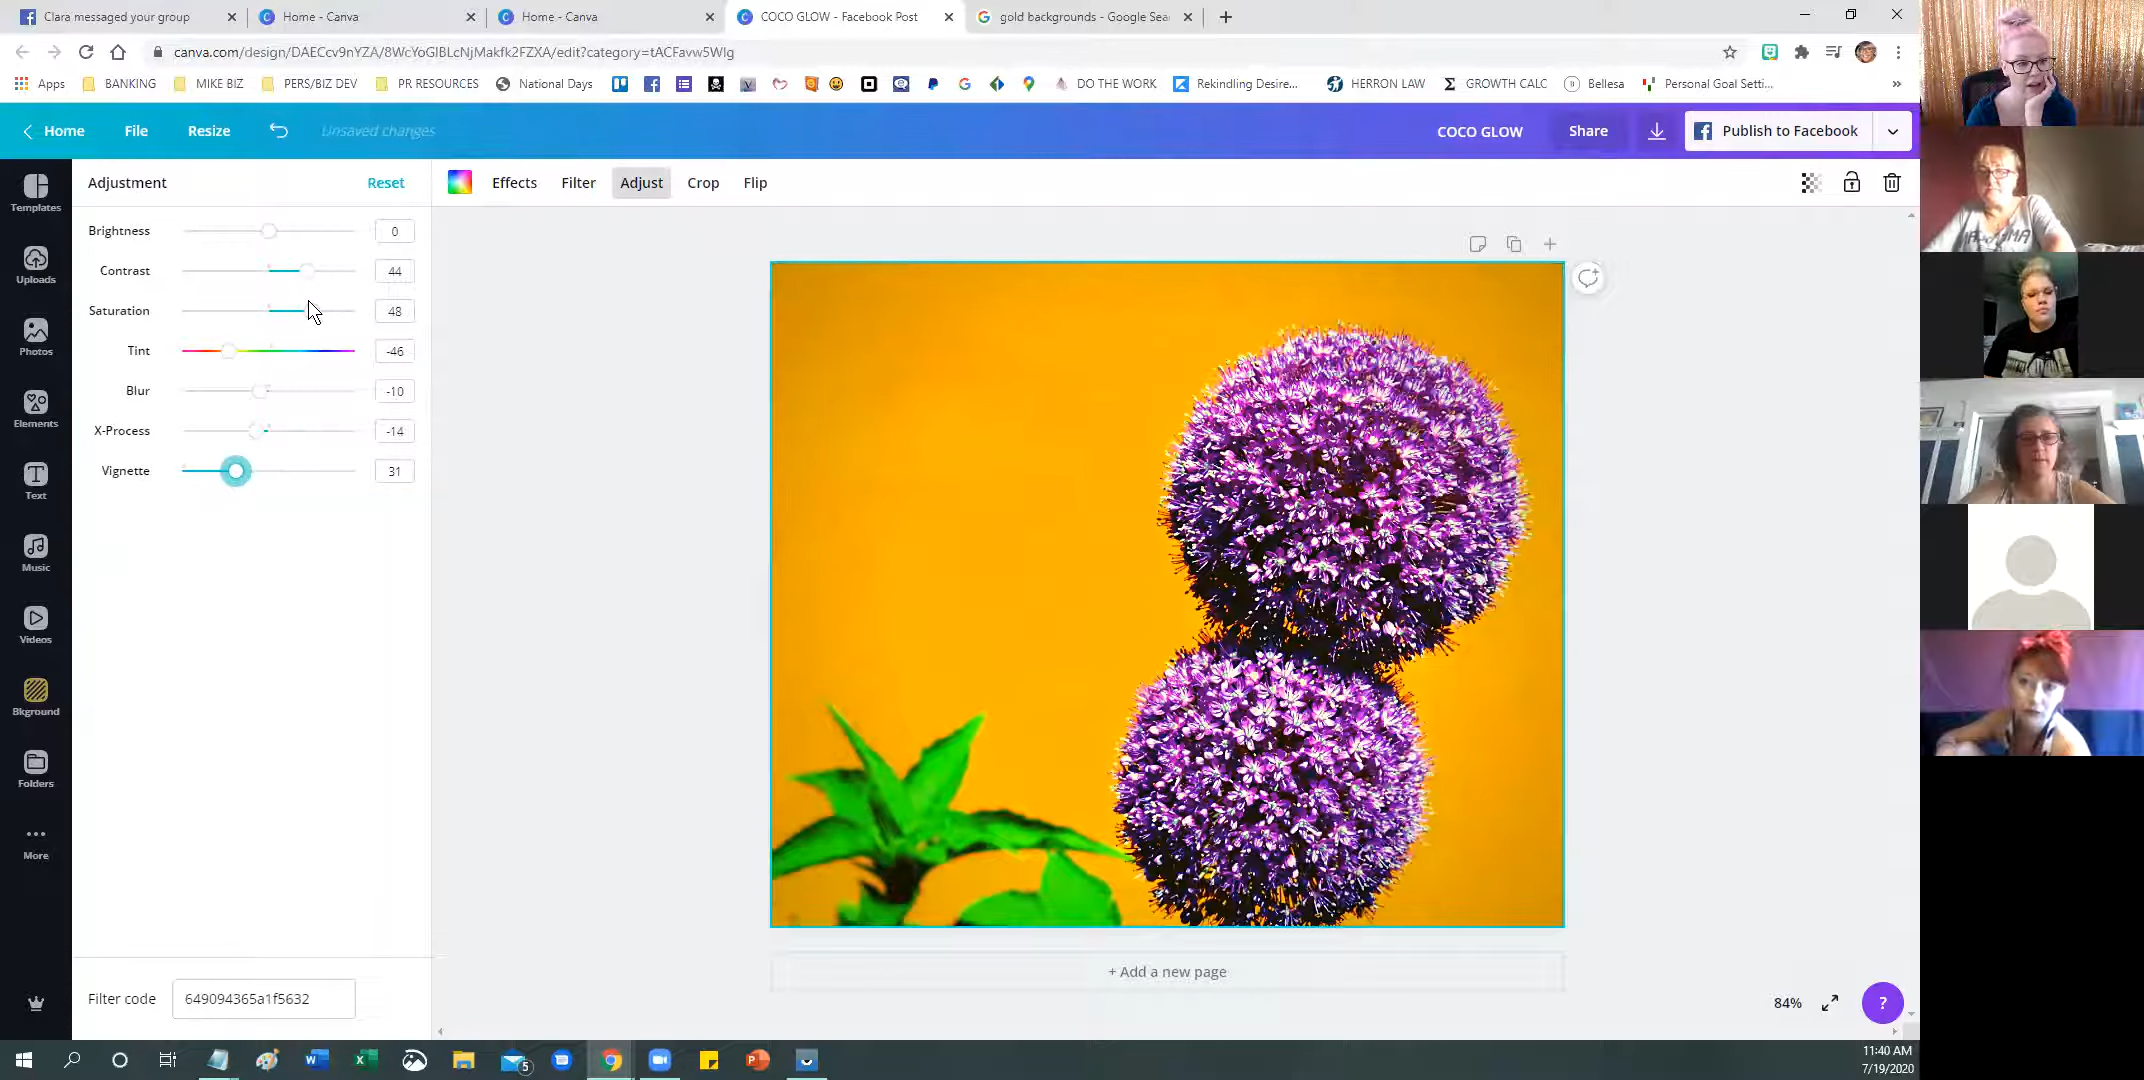 Clara messaged your group
Home - Canva
Home - Canva
COCO GLOW - Facebook Post
gold backgrounds - Google Sea
canva.com/design/DAECcv9nYZA/8WcYoGlBLcNjMakfk2FZXA/edit?category=tACFavw5WIg
Apps
BANKING
MIKE BIZ
PERS/BIZ DEV
PR RESOURCES
National Days
DO THE WORK
Rekindling Desire...
HERRON LAW
GROWTH CALC
Bellesa
Personal Goal Setti...
Home
File
Resize
Unsaved changes
COCO GLOW
Share
Publish to Facebook
Templates
Uploads
Photos
Elements
Text
Music
Videos
Bkground
Folders
More
Adjustment
Reset
Brightness 0
Contrast 44
Saturation 48
Tint -46
Blur -10
X-Process -14
Vignette 31
Filter code 649094365a1f5632
Effects
Filter
Adjust
Crop
Flip
+ Add a new page
84%
?
5
11:40 AM
7/19/2020